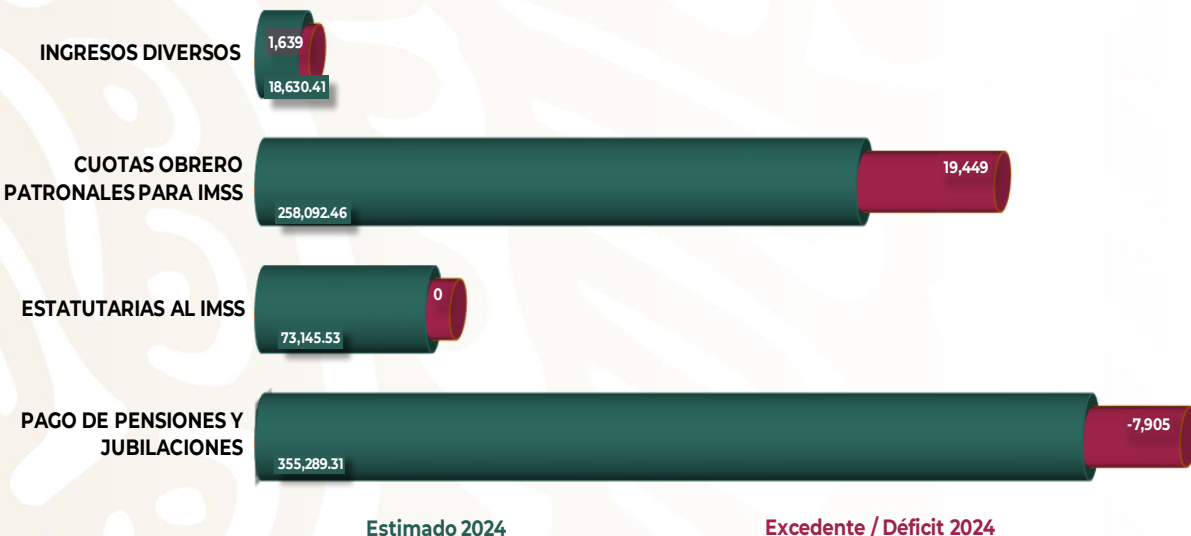 INGRESOS DIVERSOS
1,639
18,630.41
CUOTAS OBRERO
PATRONALES PARA IMSS
19,449
258,092.46
ESTATUTARIAS AL IMSS
0
73,145.53
PAGO DE PENSIONES Y
JUBILACIONES
-7,905
355,289.31
Estimado 2024
Excedente / Déficit 2024